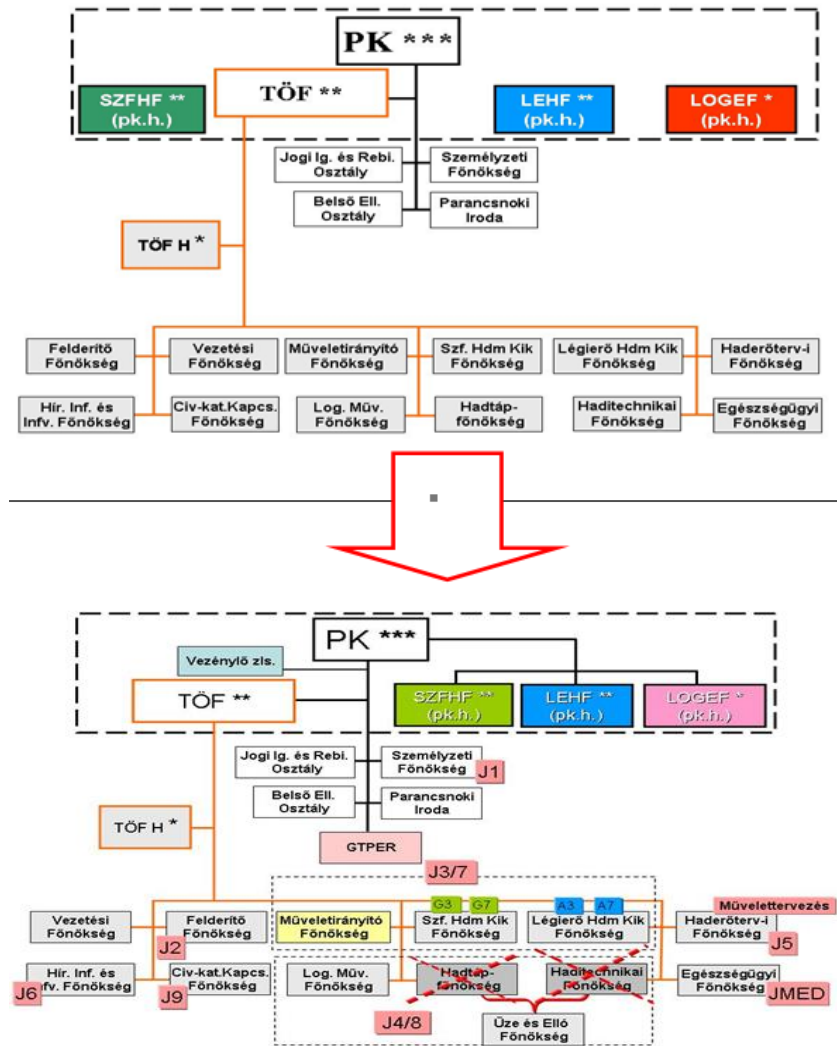 PK ***
SZFHF **
(pk.h.)
TÖF **
LEHF **
(pk.h.)
LOGEF *
(pk.h.)
Jogi Ig. és Rebi.
Osztály
Személyzeti
Főnökség
Belső Ell.
Osztály
Parancsnoki
Iroda
TÖF H *
Felderítő
Főnökség
Vezetési
Főnökség
Műveletirányító
Főnökség
Szf. Hdm Kik
Főnökség
Légierő Hdm Kik
Főnökség
Haderőterv-i
Főnökség
Hír. Inf. és
Infv. Főnökség
Civ-kat.Kapcs.
Főnökség
Log. Műv.
Főnökség
Hadtáp-
főnökség
Haditechnikai
Főnökség
Egészségügyi
Főnökség
PK ***
Vezénylő zls.
TÖF **
SZFHF **
(pk.h.)
LEHF **
(pk.h.)
LOGEF *
(pk.h.)
Jogi Ig. és Rebi.
Osztály
Személyzeti
Főnökség
J1
Belső Ell.
Osztály
Parancsnoki
Iroda
TÖF H *
GTPER
J3/7
G3
G7
A3
A7
Művelettervezés
Vezetési
Főnökség
Felderítő
Főnökség
J2
Műveletirányító
Főnökség
Szf. Hdm Kik
Főnökség
Légierő Hdm Kik
Főnökség
Haderőterv-i
Főnökség
J5
Hír. Inf. és
Infv. Főnökség
J6
Civ-kat.Kapcs.
Főnökség
J9
Log. Műv.
Főnökség
Hadtáp-
főnökség
Haditechnikai
Főnökség
Egészségügyi
Főnökség
JMED
J4/8
Üze és Elló
Főnökség